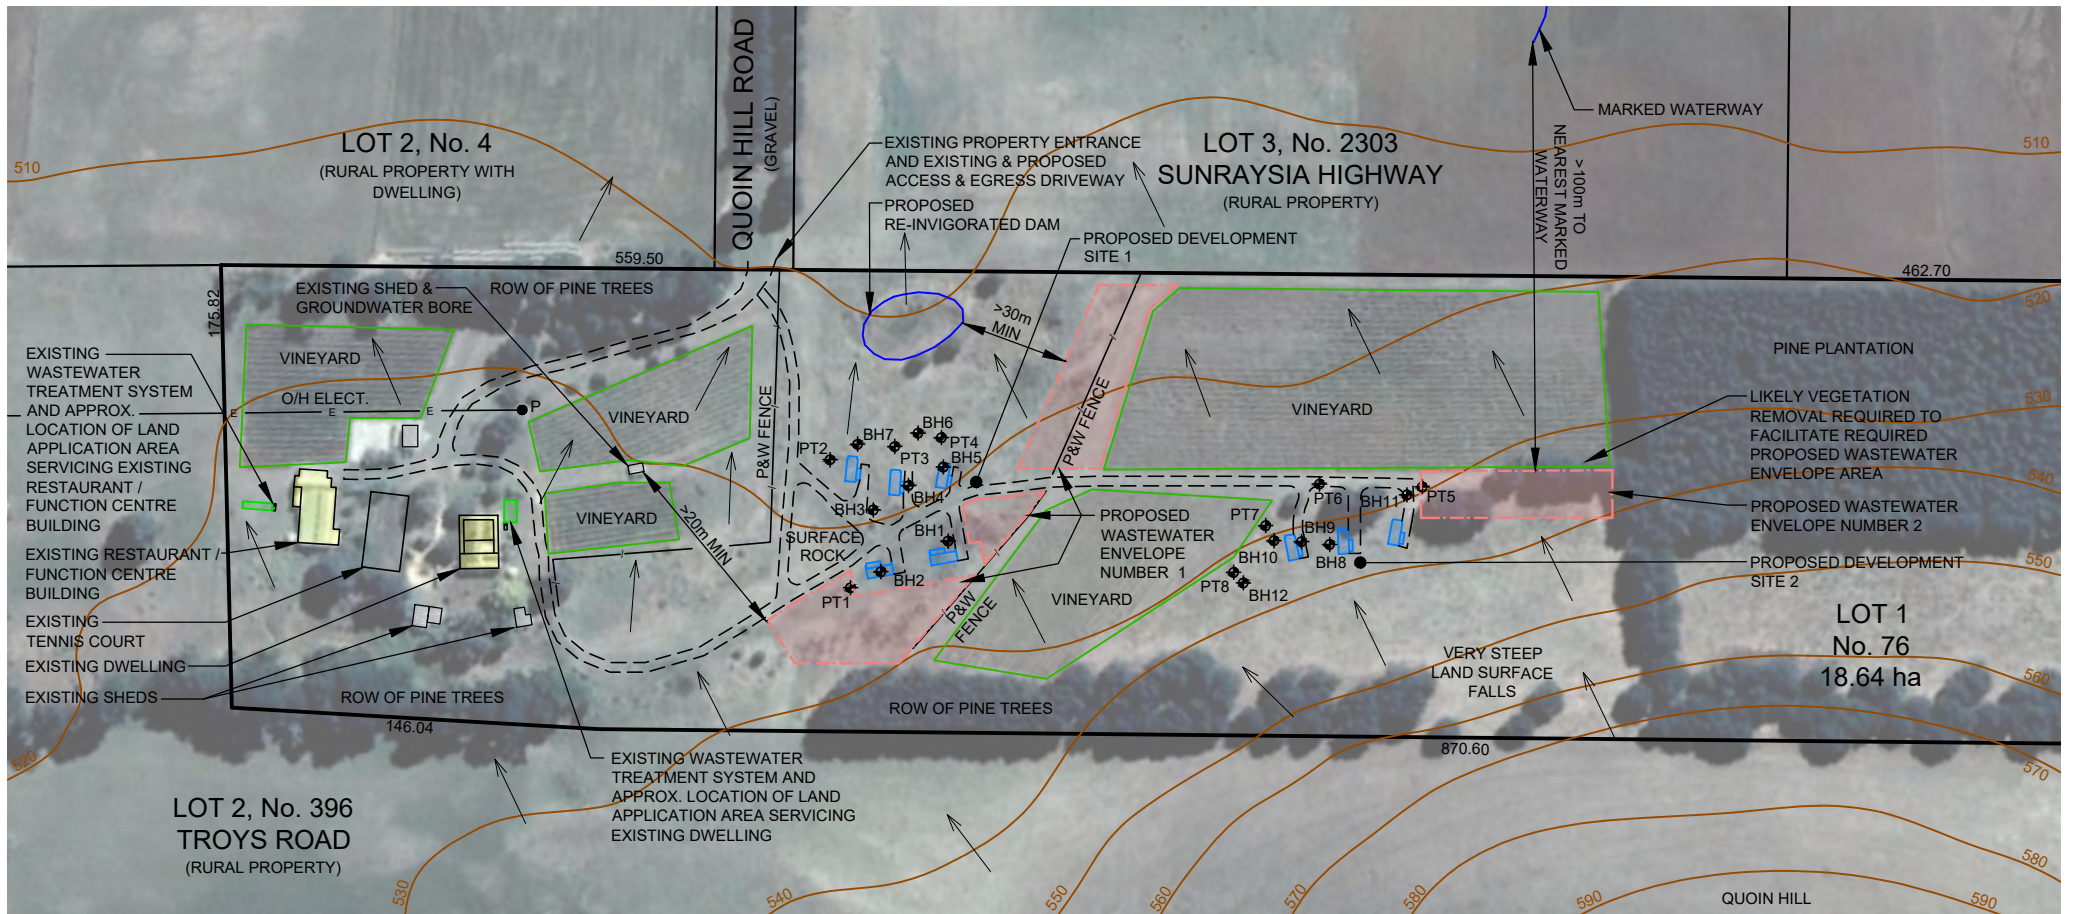 510
LOT 2, No. 4
(RURAL PROPERTY WITH
DWELLING)
QUOIN HILL ROAD
(GRAVEL)
EXISTING PROPERTY ENTRANCE
AND EXISTING & PROPOSED
ACCESS & EGRESS DRIVEWAY
PROPOSED
RE-INVIGORATED DAM
PROPOSED DEVELOPMENT
SITE 1
LOT 3, No. 2303
SUNRAYSIA HIGHWAY
(RURAL PROPERTY)
MARKED WATERWAY
>100m TO
NEAREST MARKED
WATERWAY
510
559.50
462.70
175.82
EXISTING SHED &
GROUNDWATER BORE
ROW OF PINE TREES
>30m
MIN
520
EXISTING
WASTEWATER
TREATMENT SYSTEM
AND APPROX.
LOCATION OF LAND
APPLICATION AREA
SERVICING EXISTING
RESTAURANT /
FUNCTION CENTRE
BUILDING
VINEYARD
O/H ELECT.
E
E
E
P
VINEYARD
VINEYARD
P&W FENCE
>20m MIN
SURFACE
ROCK
PT2
BH7
BH6
PT3
PT4
BH5
BH4
BH3
BH1
BH2
PT1
P&W FENCE
P&W
FENCE
VINEYARD
VINEYARD
PROPOSED
WASTEWATER
ENVELOPE
NUMBER 1
PT6
BH11
PT5
PT7
BH9
BH10
BH8
PT8
BH12
PINE PLANTATION
LIKELY VEGETATION
REMOVAL REQUIRED TO
FACILITATE REQUIRED
PROPOSED WASTEWATER
ENVELOPE AREA
530
540
PROPOSED WASTEWATER
ENVELOPE NUMBER 2
550
PROPOSED DEVELOPMENT
SITE 2
EXISTING RESTAURANT /
FUNCTION CENTRE
BUILDING
EXISTING
TENNIS COURT
EXISTING DWELLING
EXISTING SHEDS
ROW OF PINE TREES
146.04
ROW OF PINE TREES
VERY STEEP
LAND SURFACE
FALLS
LOT 1
No. 76
18.64 ha
560
870.60
520
570
EXISTING WASTEWATER
TREATMENT SYSTEM AND
APPROX. LOCATION OF LAND
APPLICATION AREA SERVICING
EXISTING DWELLING
LOT 2, No. 396
TROYS ROAD
(RURAL PROPERTY)
530
540
550
560
570
580
590
QUOIN HILL
590
580